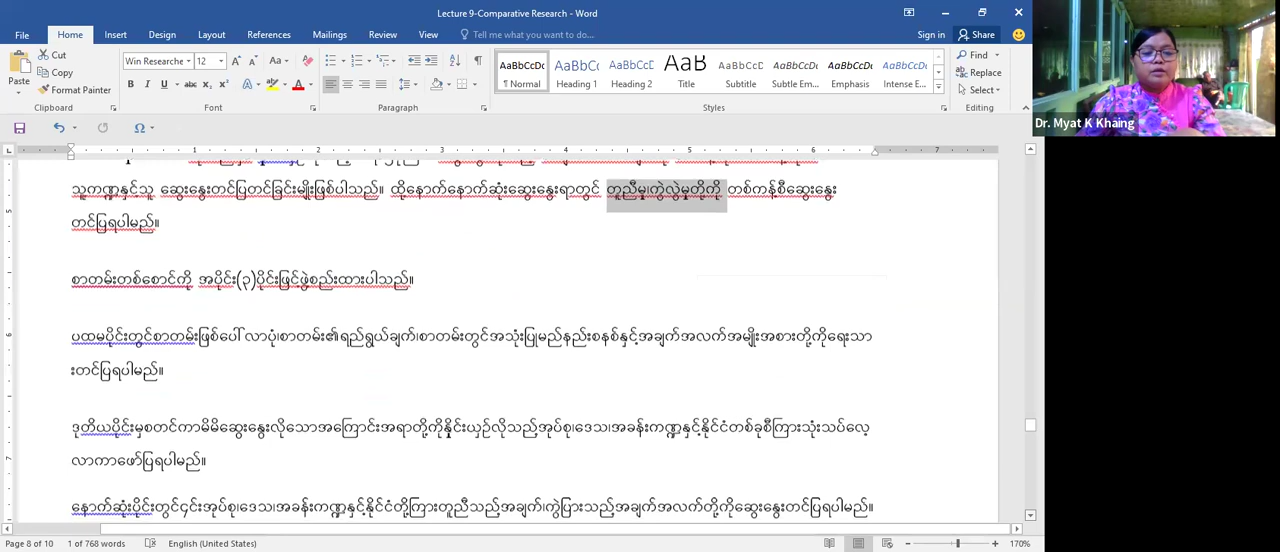 Lecture 9-Comparative Research - Word
File Home Insert Design Layout References Mailings Review View Tell me what you want to do... Sign in Share
Cut
Copy
Paste
Format Painter
Win Researche 12
AaBbCcDc AaBbCc AaBbCcD AaB AaBbCcD AaBbCcDc AaBbCcDc AaBbCcDc
¶ Normal Heading 1 Heading 2 Title Subtitle Subtle Em... Emphasis Intense E...
Find
Replace
Select
Clipboard Font Paragraph Styles Editing
Dr. Myat K Khaing
သူကဏ္ဍနှင့်သူ ဆွေးနွေးတင်ပြတင်ခြင်းမျိုးဖြစ်ပါသည်။ ထို့နောက်နောက်ဆုံးဆွေးနွေးရာတွင် တူညီမှု၊ကွဲလွဲမှုတို့ကို တစ်ကန့်စီဆွေးနွေး
တင်ပြရပါမည်။
စာတမ်းတစ်စောင်ကို အပိုင်း(၃)ပိုင်းဖြင့်ဖွဲ့စည်းထားပါသည်။
ပထမပိုင်းတွင်စာတမ်းဖြစ်ပေါ်လာပုံ၊စာတမ်း၏ရည်ရွယ်ချက်၊စာတမ်းတွင်အသုံးပြုမည့်နည်းစနစ်နှင့်အချက်အလက်အမျိုးအစားတို့ကိုရေးသာ
းတင်ပြရပါမည်။
ဒုတိယပိုင်းမှစတင်ကာမိမိဆွေးနွေးလိုသောအကြောင်းအရာတို့ကိုနှိုင်းယှဉ်လိုသည့်အုပ်စု၊ဒေသ၊အခန်းကဏ္ဍနှင့်နိုင်ငံတစ်ခုစီကြားသုံးသပ်လေ့
လာကာဖော်ပြရပါမည်။
နောက်ဆုံးပိုင်းတွင်၎င်းအုပ်စု၊ဒေသ၊အခန်းကဏ္ဍနှင့်နိုင်ငံတို့ကြားတူညီသည့်အချက်၊ကွဲပြားသည့်အချက်အလက်တို့ကိုဆွေးနွေးတင်ပြရပါမည်။
Page 8 of 10 1 of 768 words English (United States) 170%